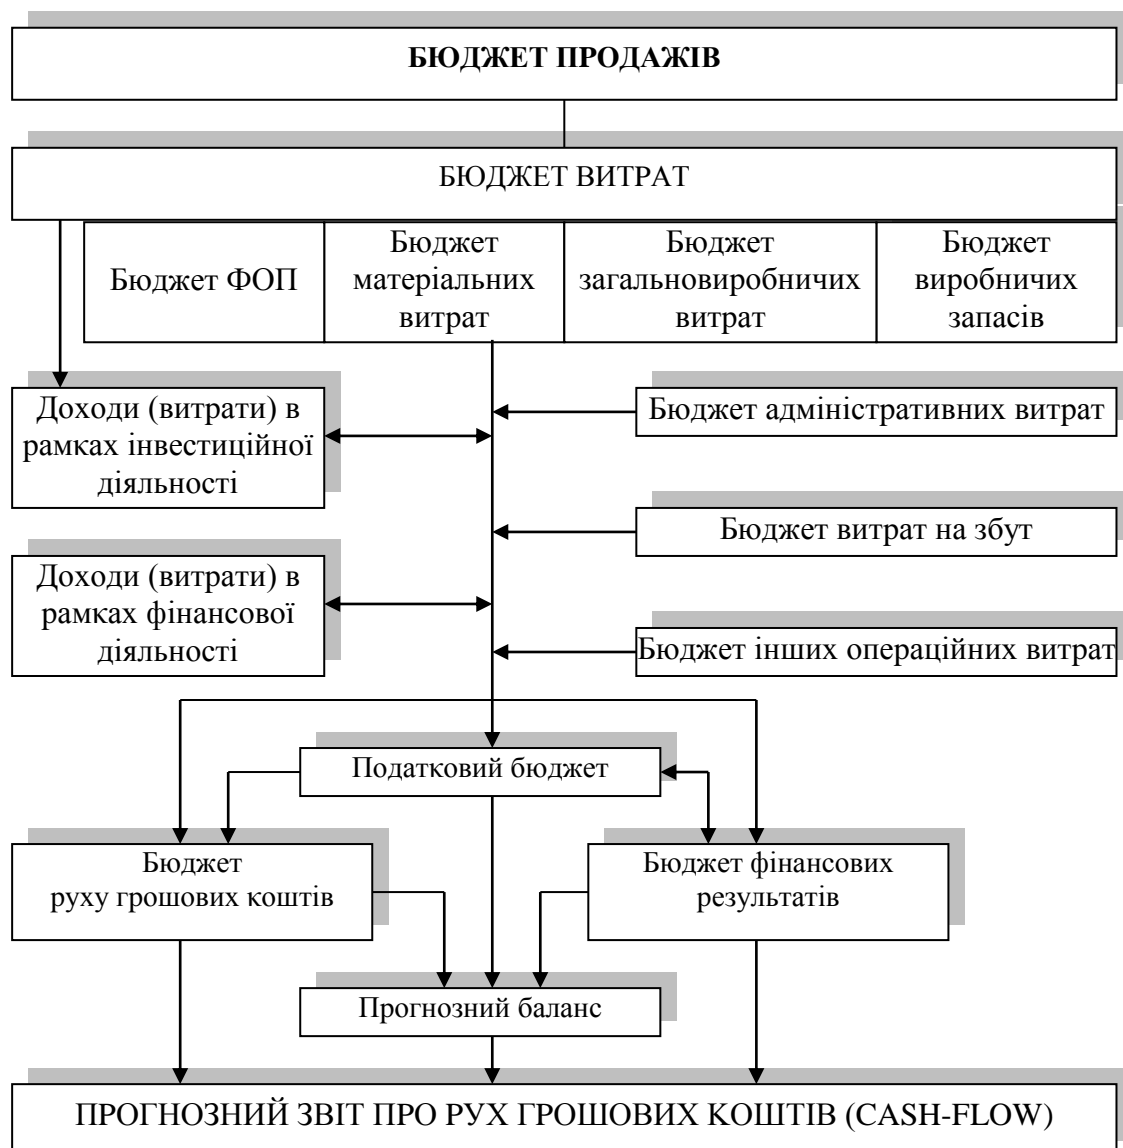 БЮДЖЕТ ПРОДАЖІВ
БЮДЖЕТ ВИТРАТ
Бюджет ФОП
Бюджет
матеріальних
витрат
Бюджет
загальновиробничих
витрат
Бюджет
виробничих
запасів
Доходи (витрати) в
рамках інвестиційної
діяльності
Бюджет адміністративних витрат
Бюджет витрат на збут
Доходи (витрати) в
рамках фінансової
діяльності
Бюджет інших операційних витрат
Податковий бюджет
Бюджет
руху грошових коштів
Бюджет фінансових
результатів
Прогнозний баланс
ПРОГНОЗНИЙ ЗВІТ ПРО РУХ ГРОШОВИХ КОШТІВ (CASH-FLOW)